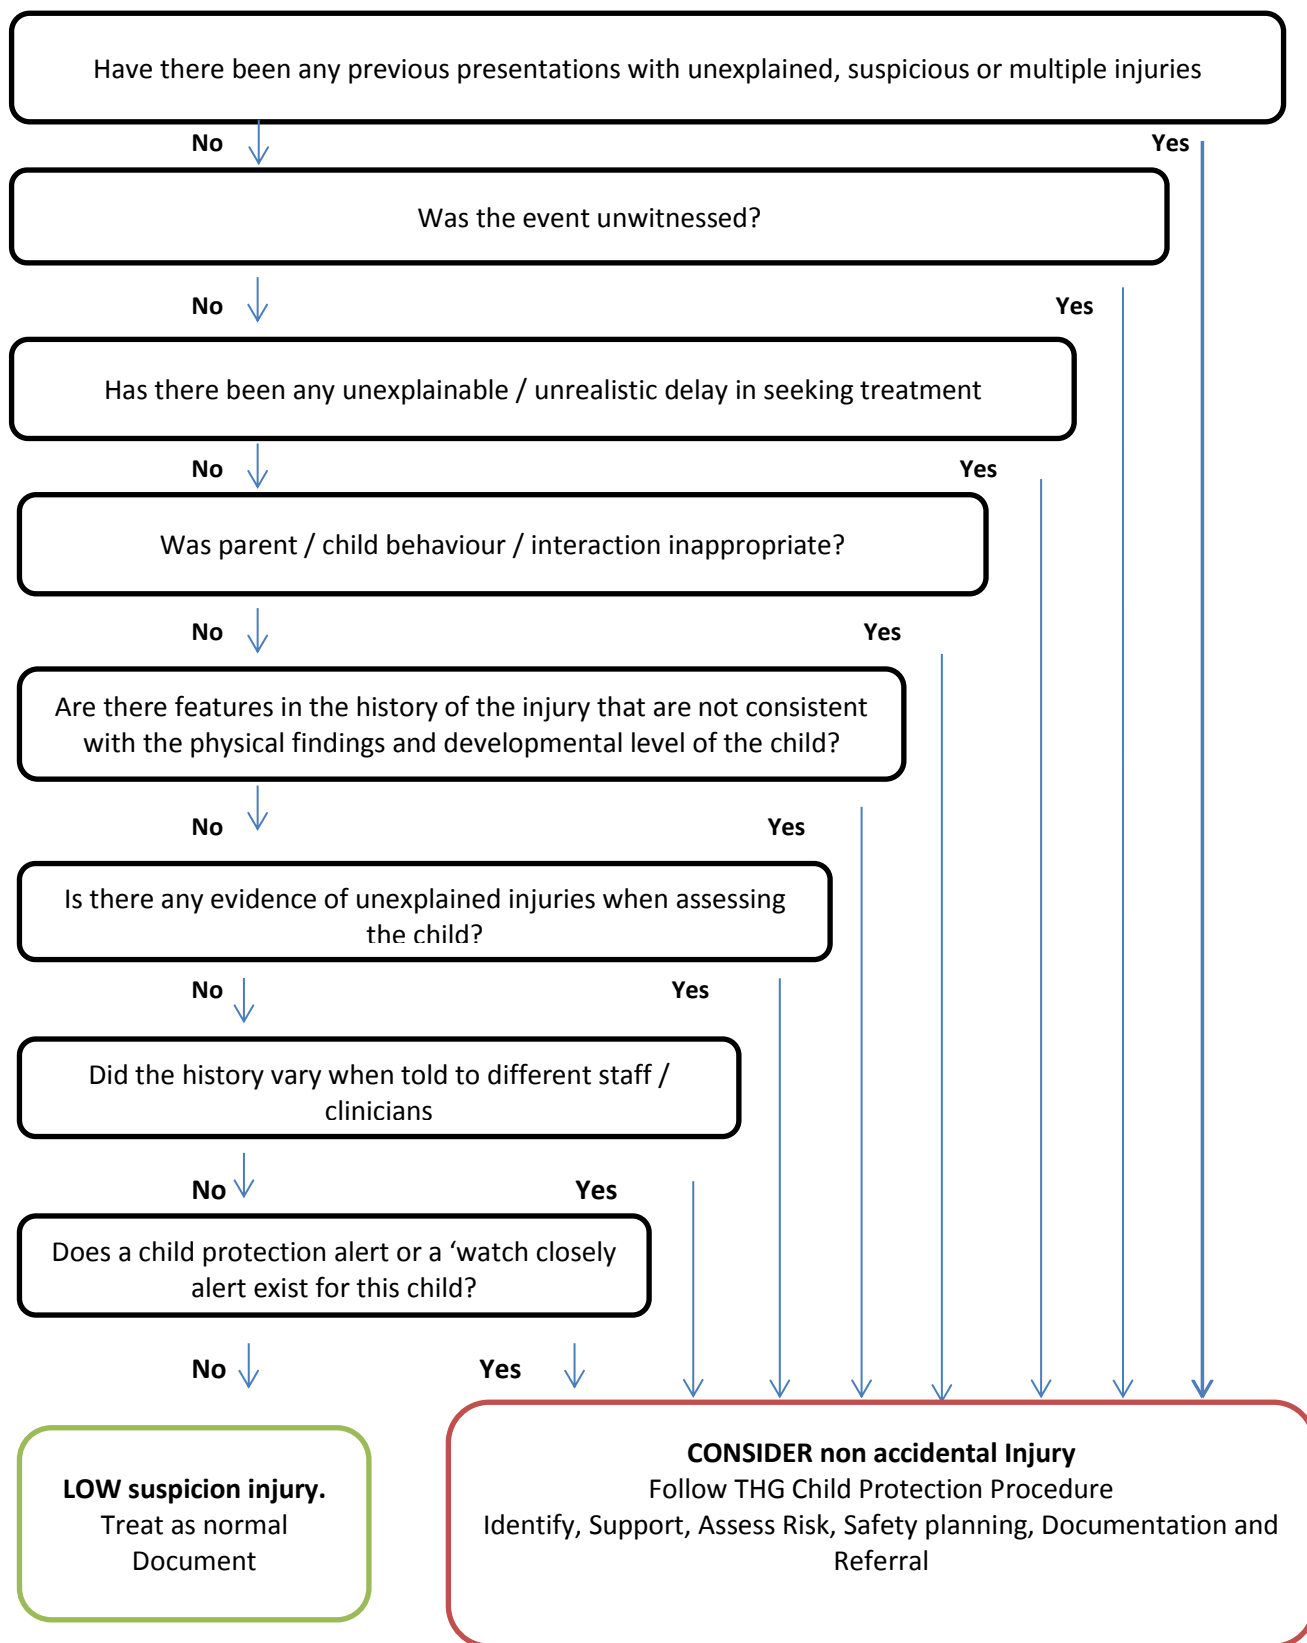 Have there been any previous presentations with unexplained, suspicious or multiple injuries
No Yes
Was the event unwitnessed?
No Yes
Has there been any unexplainable / unrealistic delay in seeking treatment
No Yes
Was parent / child behaviour / interaction inappropriate?
No Yes
Are there features in the history of the injury that are not consistent
with the physical findings and developmental level of the child?
No Yes
Is there any evidence of unexplained injuries when assessing
the child?
No Yes
Did the history vary when told to different staff /
clinicians
No Yes
Does a child protection alert or a ‘watch closely
alert exist for this child?
No Yes
LOW suspicion injury.
Treat as normal
Document
CONSIDER non accidental Injury
Follow THG Child Protection Procedure
Identify, Support, Assess Risk, Safety planning, Documentation and
Referral